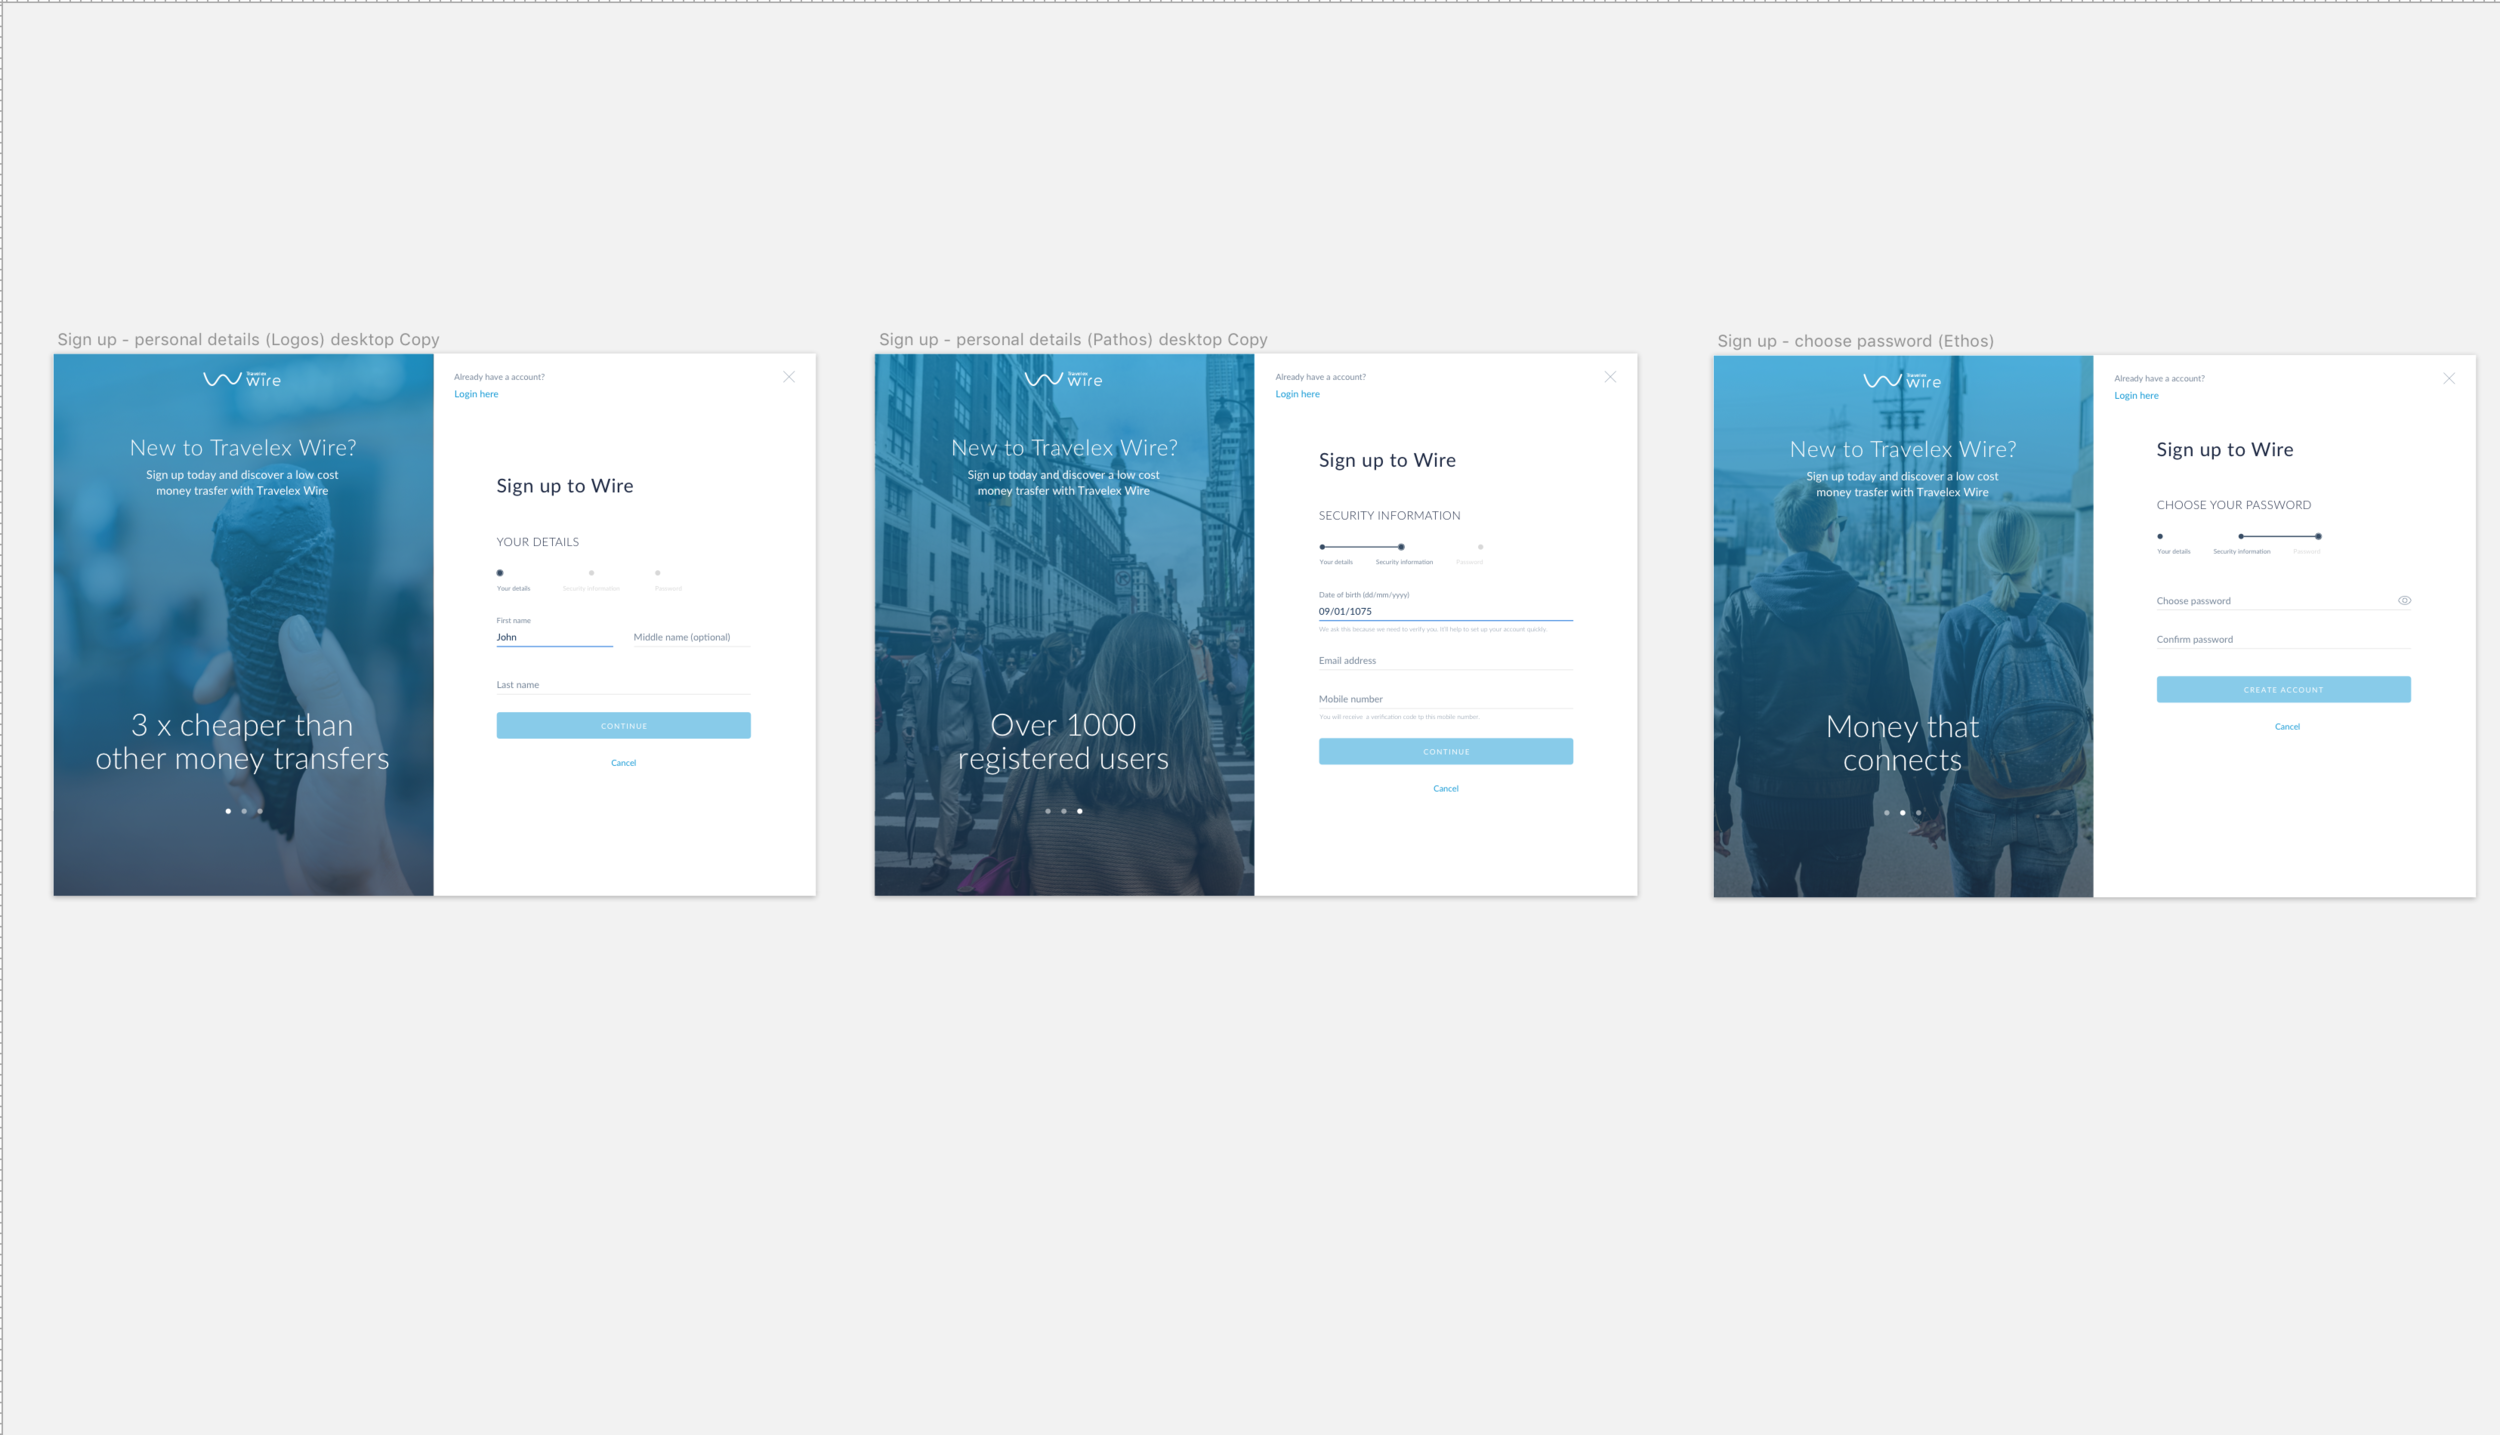 Sign up - personal details (Logos) desktop Copy
Travelex
wire
New to Travelex Wire?
Sign up today and discover a low cost
money trasfer with Travelex Wire
3 x cheaper than
other money transfers
Already have a account?
Login here
Sign up to Wire
YOUR DETAILS
Your details
Security information
Password
First name
John
Middle name (optional)
Last name
CONTINUE
Cancel
Sign up - personal details (Pathos) desktop Copy
Travelex
wire
New to Travelex Wire?
Sign up today and discover a low cost
money trasfer with Travelex Wire
Over 1000
registered users
Already have a account?
Login here
Sign up to Wire
SECURITY INFORMATION
Your details
Security information
Password
Date of birth (dd/mm/yyyy)
09/01/1075
We ask this because we need to verify you. It'll help to set up your account quickly.
Email address
Mobile number
You will receive a verification code tp this mobile number.
CONTINUE
Cancel
Sign up - choose password (Ethos)
Travelex
wire
New to Travelex Wire?
Sign up today and discover a low cost
money trasfer with Travelex Wire
Money that
connects
Already have a account?
Login here
Sign up to Wire
CHOOSE YOUR PASSWORD
Your details
Security information
Password
Choose password
Confirm password
CREATE ACCOUNT
Cancel